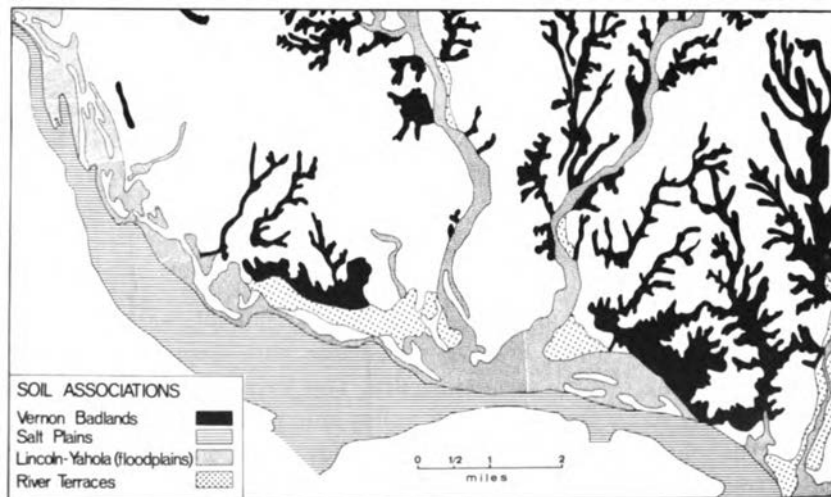 SOIL ASSOCIATIONS
Vernon Badlands
Salt Plains
Lincoln-Yahola (floodplains)
River Terraces
0 1/2 1 2
miles